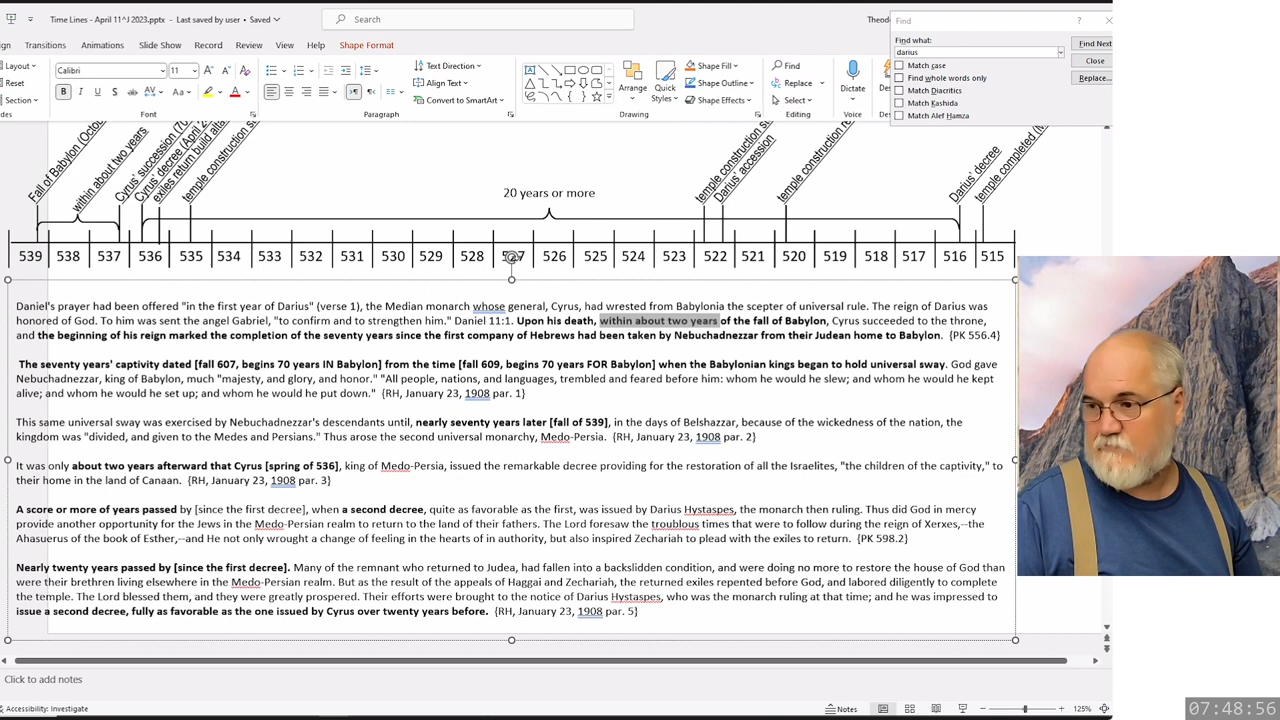 Time Lines - April 11^J 2023.pptx • Last saved by user • Saved
Search
Theodo
Find
?
ign Transitions Animations Slide Show Record Review View Help Shape Format
Find what:
darius
Find Next
Match case
Close
Find whole words only
Replace...
Match Diacritics
Match Kashida
Match Alef Hamza
Layout
Reset
Section
Calibri 11
Text Direction
Align Text
Convert to SmartArt
Arrange
Quick Styles
Shape Fill
Shape Outline
Shape Effects
Find
Replace
Select
Dictate
des Font Paragraph Drawing Editing Voice
Fall of Babylon (Octo
within about two years
Cyrus' succession (
Cyrus' decree (April
exiles return build alta
temple construction s
20 years or more
temple construction s
Darius' accession
temple construction re
Darius' decree
temple completed (
539 538 537 536 535 534 533 532 531 530 529 528 527 526 525 524 523 522 521 520 519 518 517 516 515
Daniel's prayer had been offered "in the first year of Darius" (verse 1), the Median monarch whose general, Cyrus, had wrested from Babylonia the scepter of universal rule. The reign of Darius was
honored of God. To him was sent the angel Gabriel, "to confirm and to strengthen him." Daniel 11:1. Upon his death, within about two years of the fall of Babylon, Cyrus succeeded to the throne,
and the beginning of his reign marked the completion of the seventy years since the first company of Hebrews had been taken by Nebuchadnezzar from their Judean home to Babylon. {PK 556.4}
The seventy years' captivity dated [fall 607, begins 70 years IN Babylon] from the time [fall 609, begins 70 years FOR Babylon] when the Babylonian kings began to hold universal sway. God gave
Nebuchadnezzar, king of Babylon, much "majesty, and glory, and honor." "All people, nations, and languages, trembled and feared before him: whom he would he slew; and whom he would he kept
alive; and whom he would he set up; and whom he would he put down." {RH, January 23, 1908 par. 1}
This same universal sway was exercised by Nebuchadnezzar's descendants until, nearly seventy years later [fall of 539], in the days of Belshazzar, because of the wickedness of the nation, the
kingdom was "divided, and given to the Medes and Persians." Thus arose the second universal monarchy, Medo-Persia. {RH, January 23, 1908 par. 2}
It was only about two years afterward that Cyrus [spring of 536], king of Medo-Persia, issued the remarkable decree providing for the restoration of all the Israelites, "the children of the captivity," to
their home in the land of Canaan. {RH, January 23, 1908 par. 3}
A score or more of years passed by [since the first decree], when a second decree, quite as favorable as the first, was issued by Darius Hystaspes, the monarch then ruling. Thus did God in mercy
provide another opportunity for the Jews in the Medo-Persian realm to return to the land of their fathers. The Lord foresaw the troublous times that were to follow during the reign of Xerxes,--the
Ahasuerus of the book of Esther,--and He not only wrought a change of feeling in the hearts of in authority, but also inspired Zechariah to plead with the exiles to return. {PK 598.2}
Nearly twenty years passed by [since the first decree]. Many of the remnant who returned to Judea, had fallen into a backslidden condition, and were doing no more to restore the house of God than
were their brethren living elsewhere in the Medo-Persian realm. But as the result of the appeals of Haggai and Zechariah, the returned exiles repented before God, and labored diligently to complete
the temple. The Lord blessed them, and they were greatly prospered. Their efforts were brought to the notice of Darius Hystaspes, who was the monarch ruling at that time; and he was impressed to
issue a second decree, fully as favorable as the one issued by Cyrus over twenty years before. {RH, January 23, 1908 par. 5}
Click to add notes
Accessibility: Investigate
Notes
125%
07:48:56